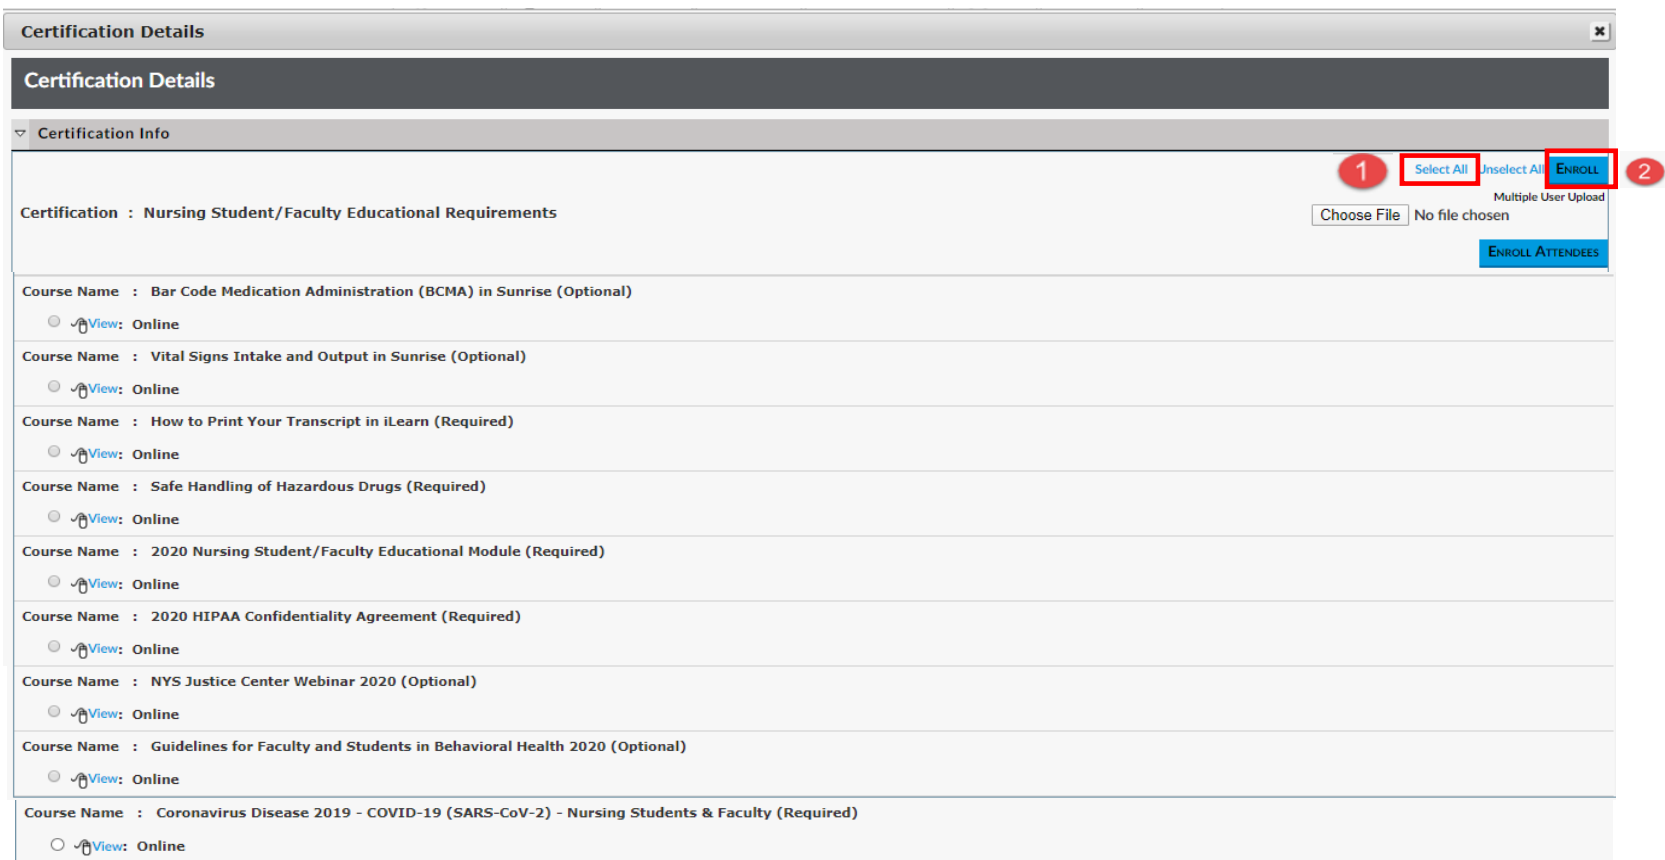 Certification Details
Certification Details
Certification Info
1 Select All Unselect All ENROLL 2
Multiple User Upload
Certification : Nursing Student/Faculty Educational Requirements
Choose File No file chosen
ENROLL ATTENDEES
Course Name : Bar Code Medication Administration (BCMA) in Sunrise (Optional)
View: Online
Course Name : Vital Signs Intake and Output in Sunrise (Optional)
View: Online
Course Name : How to Print Your Transcript in iLearn (Required)
View: Online
Course Name : Safe Handling of Hazardous Drugs (Required)
View: Online
Course Name : 2020 Nursing Student/Faculty Educational Module (Required)
View: Online
Course Name : 2020 HIPAA Confidentiality Agreement (Required)
View: Online
Course Name : NYS Justice Center Webinar 2020 (Optional)
View: Online
Course Name : Guidelines for Faculty and Students in Behavioral Health 2020 (Optional)
View: Online
Course Name : Coronavirus Disease 2019 - COVID-19 (SARS-CoV-2) - Nursing Students & Faculty (Required)
View: Online